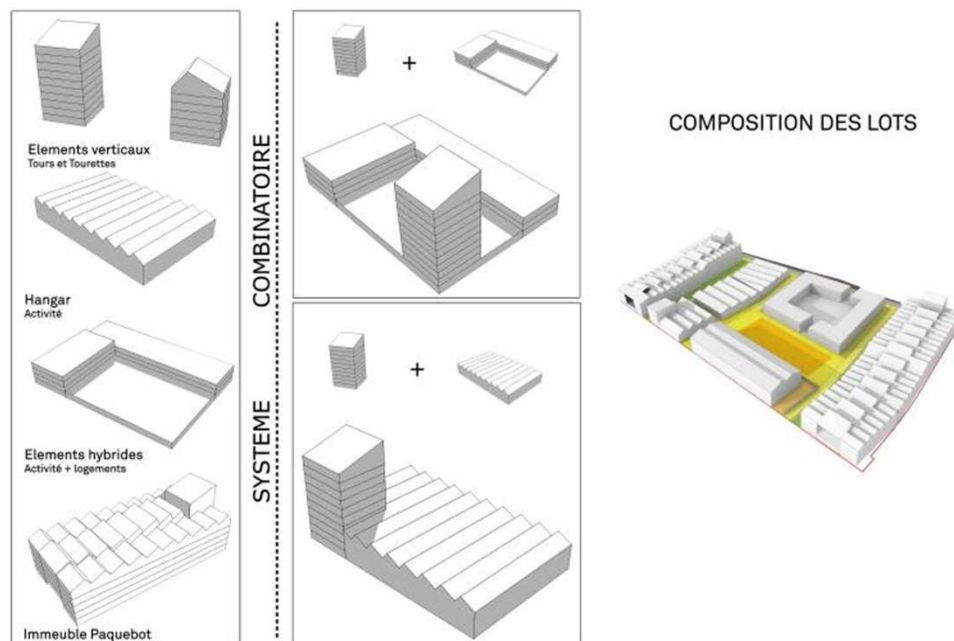 Elements verticaux
Tours et Tourettes
Hangar
Activité
Elements hybrides
Activité + logements
Immeuble Paquebot
SYSTEME COMBINATOIRE
+
+
COMPOSITION DES LOTS